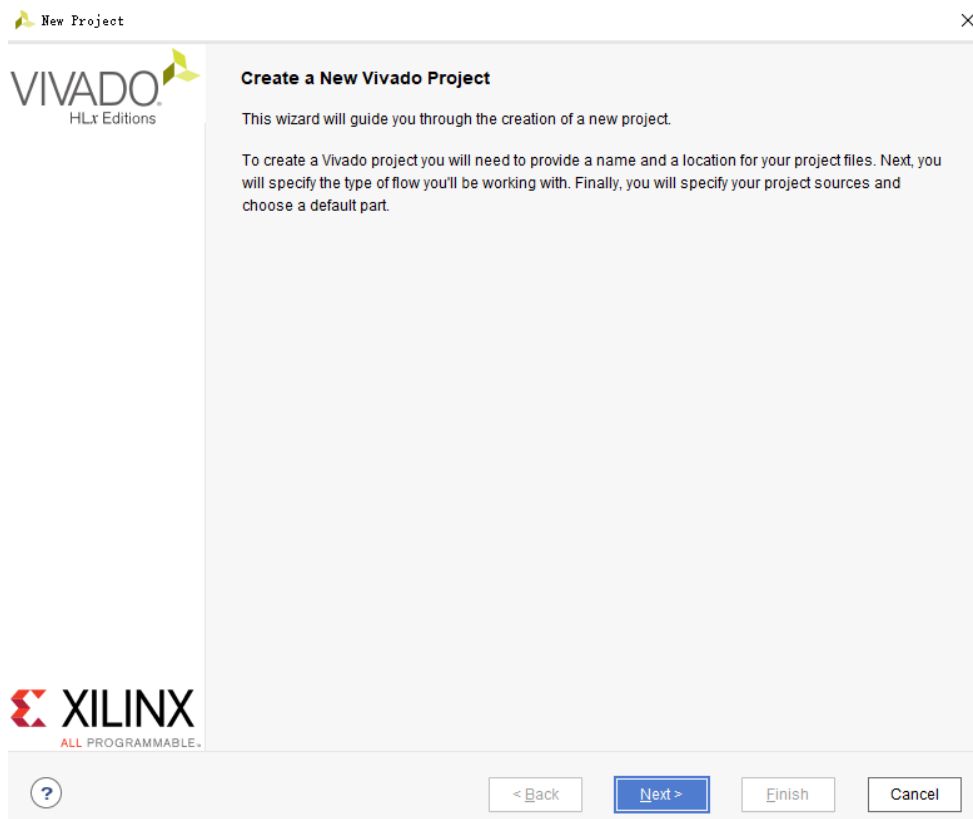 New Project
VIVADO
HLx Editions
Create a New Vivado Project
This wizard will guide you through the creation of a new project.
To create a Vivado project you will need to provide a name and a location for your project files. Next, you
will specify the type of flow you'll be working with. Finally, you will specify your project sources and
choose a default part.
XILINX
ALL PROGRAMMABLE™
?
< Back
Next >
Finish
Cancel